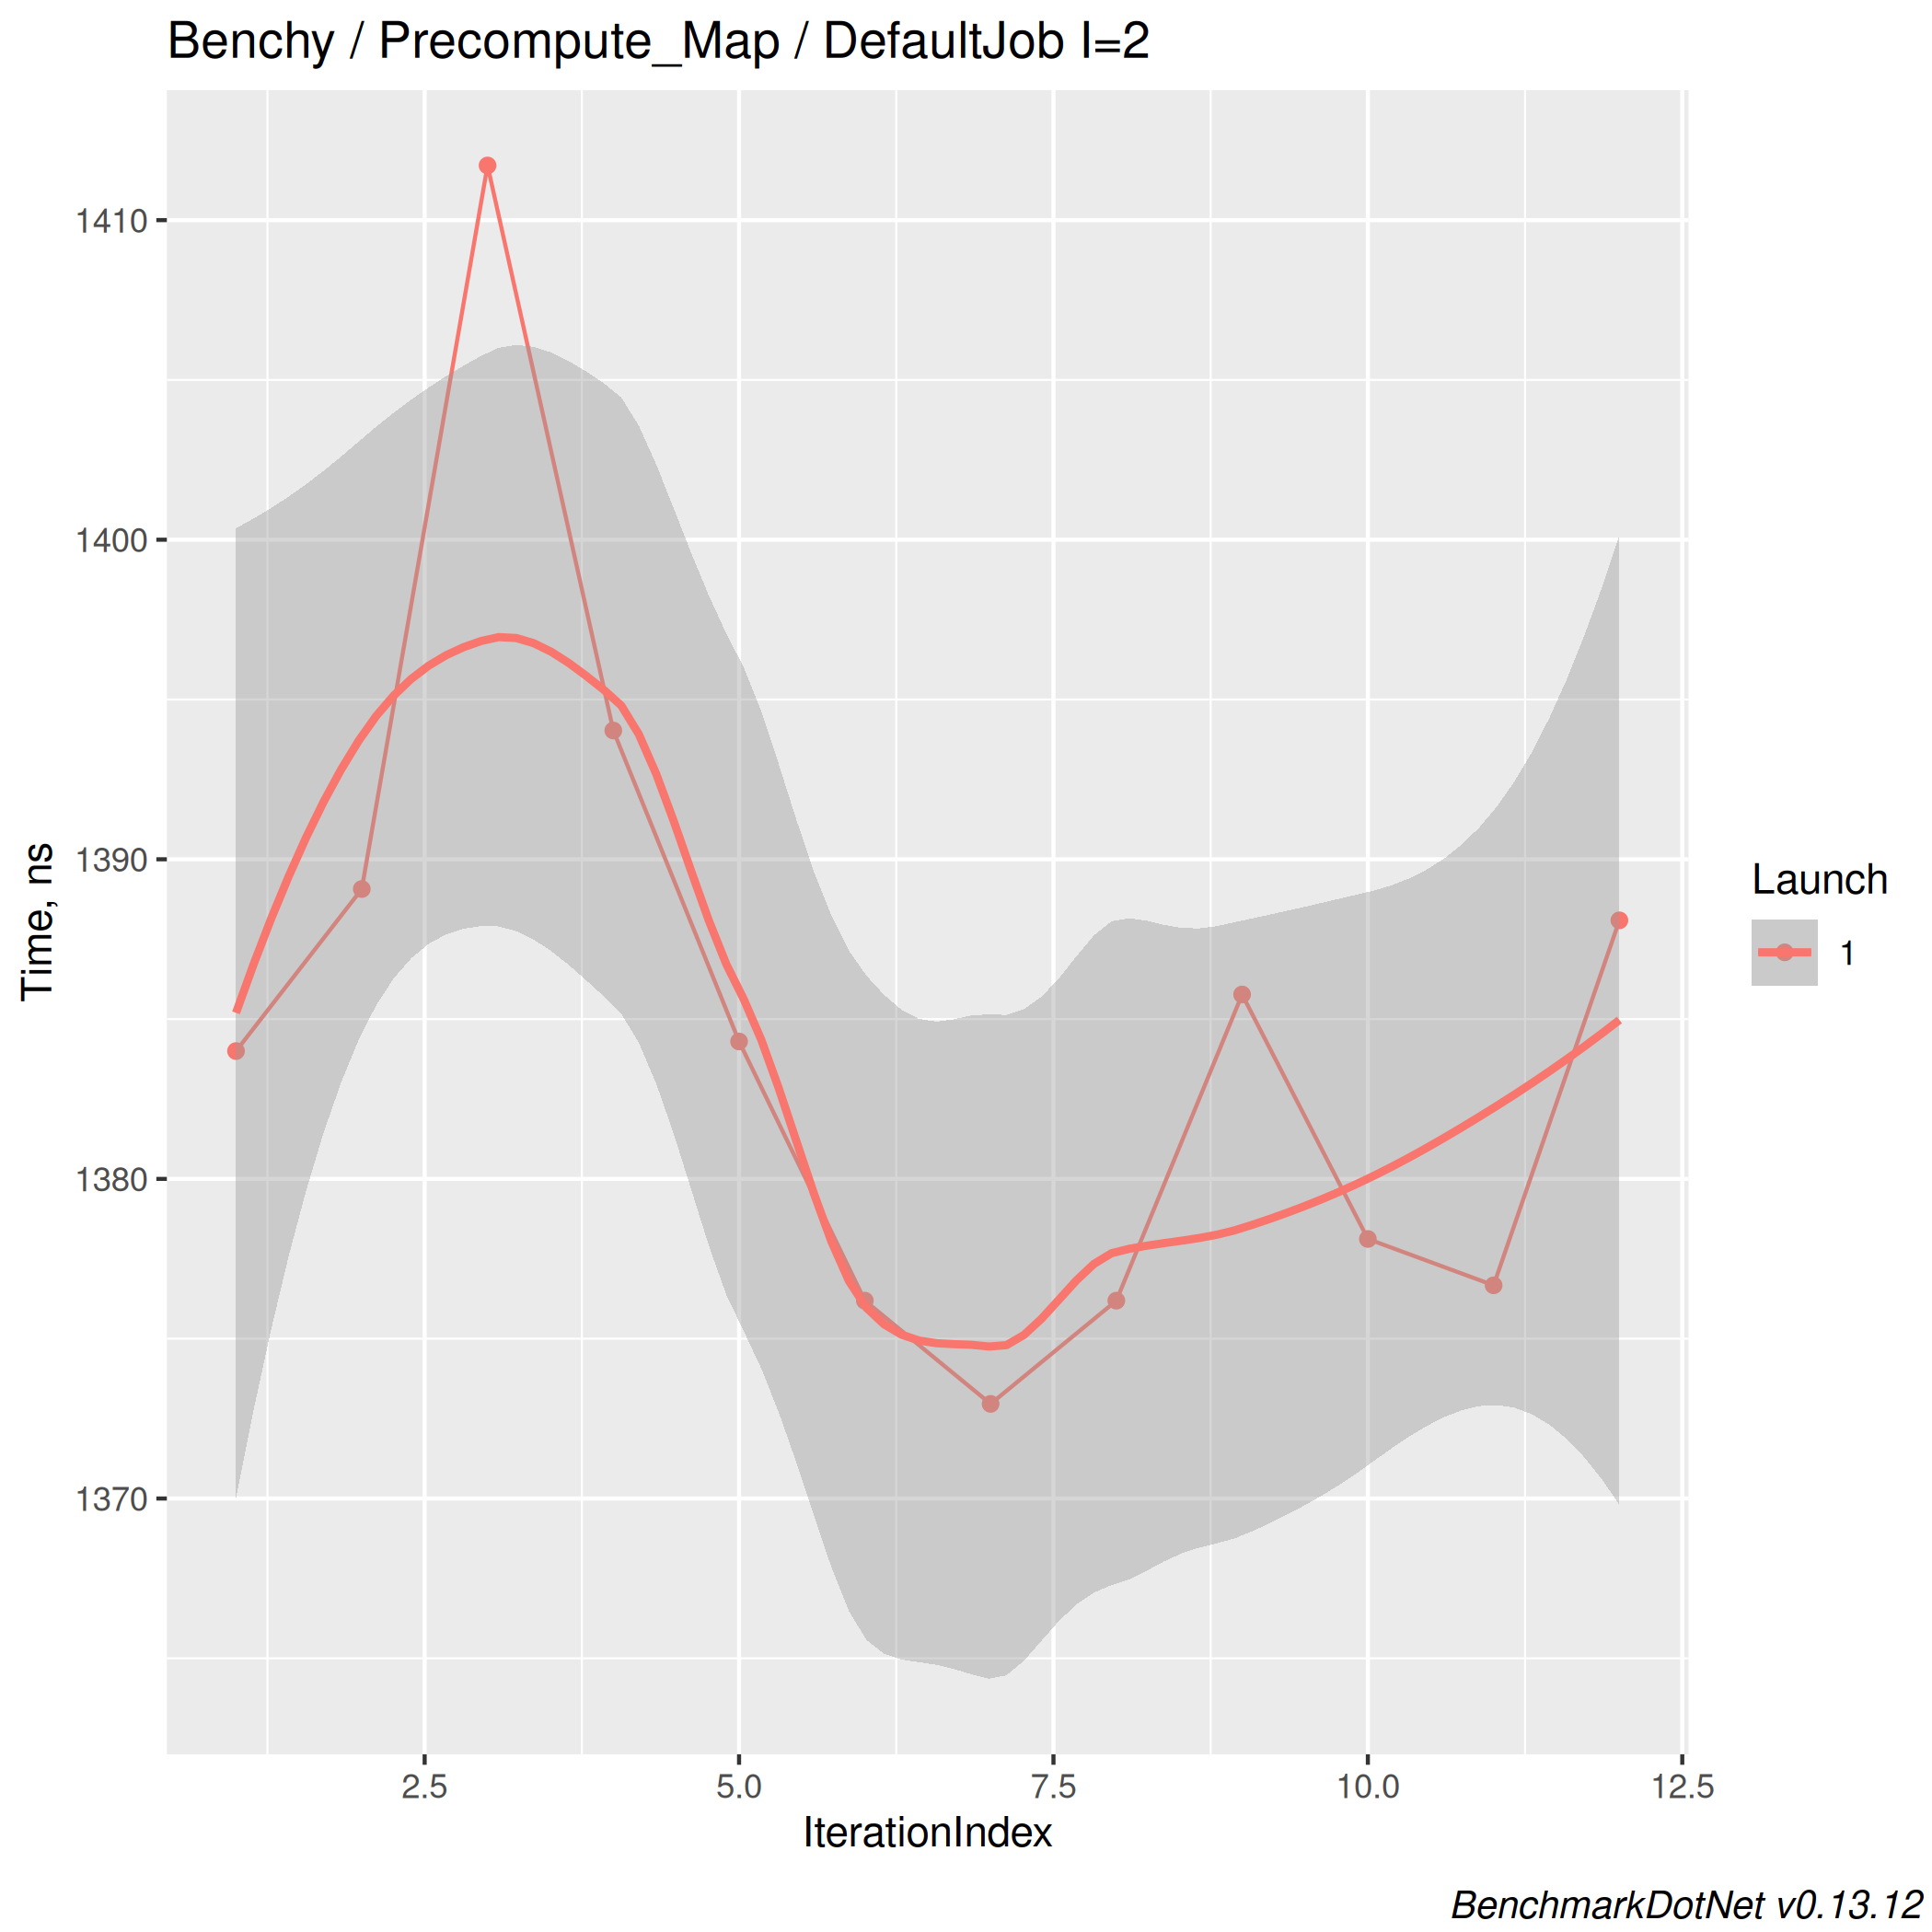 Benchy / Precompute_Map / DefaultJob I=2
Time, ns
1410
1400
1390
1380
1370
2.5 5.0 7.5 10.0 12.5
IterationIndex
Launch
1
BenchmarkDotNet v0.13.12